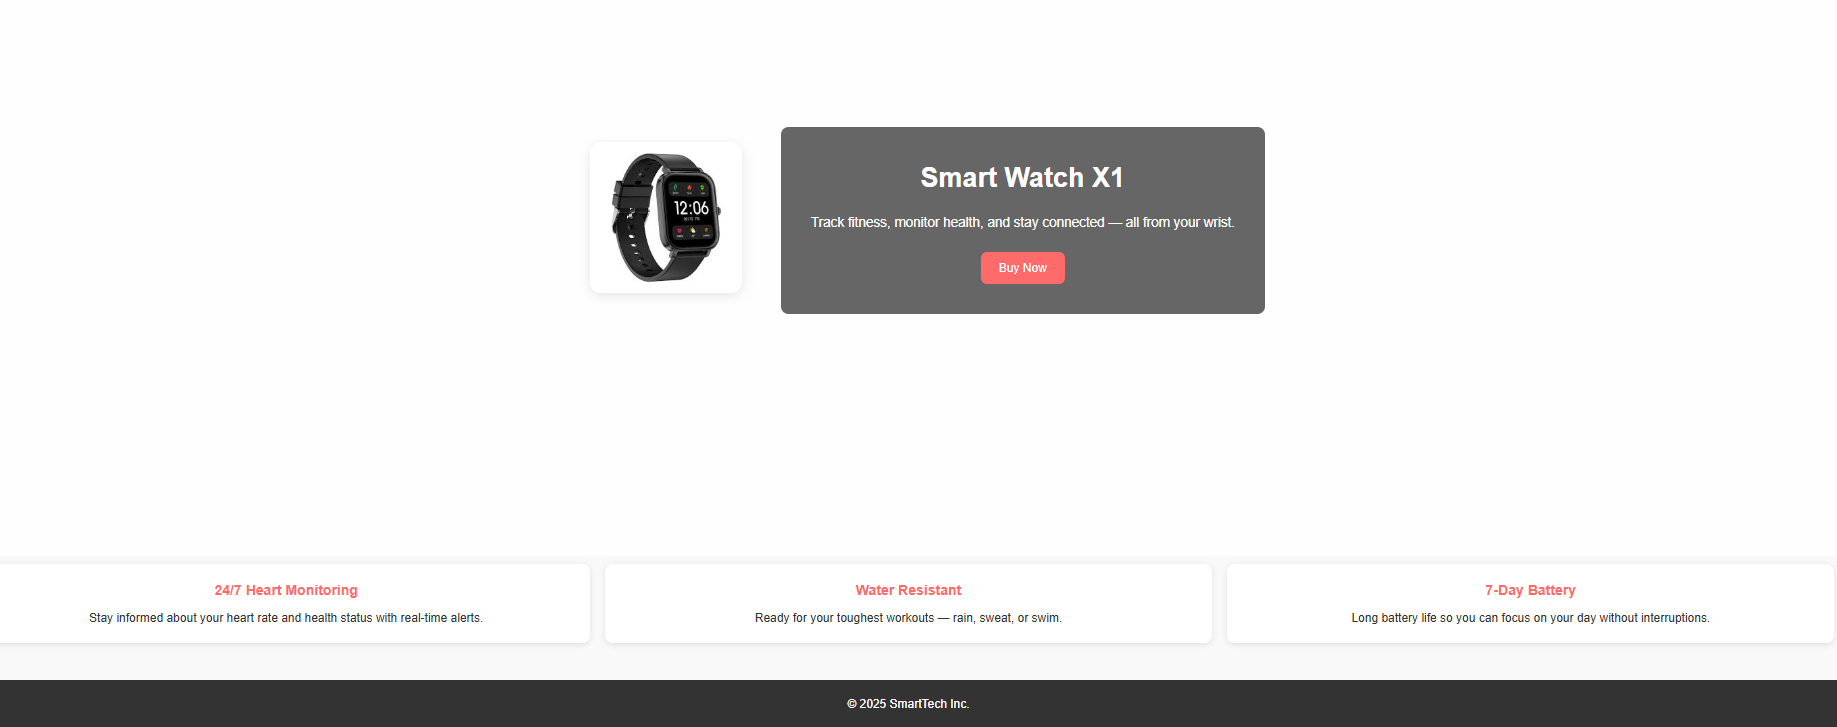 12:06
Smart Watch X1
Track fitness, monitor health, and stay connected — all from your wrist.
Buy Now
24/7 Heart Monitoring
Stay informed about your heart rate and health status with real-time alerts.
Water Resistant
Ready for your toughest workouts — rain, sweat, or swim.
7-Day Battery
Long battery life so you can focus on your day without interruptions.
© 2025 SmartTech Inc.